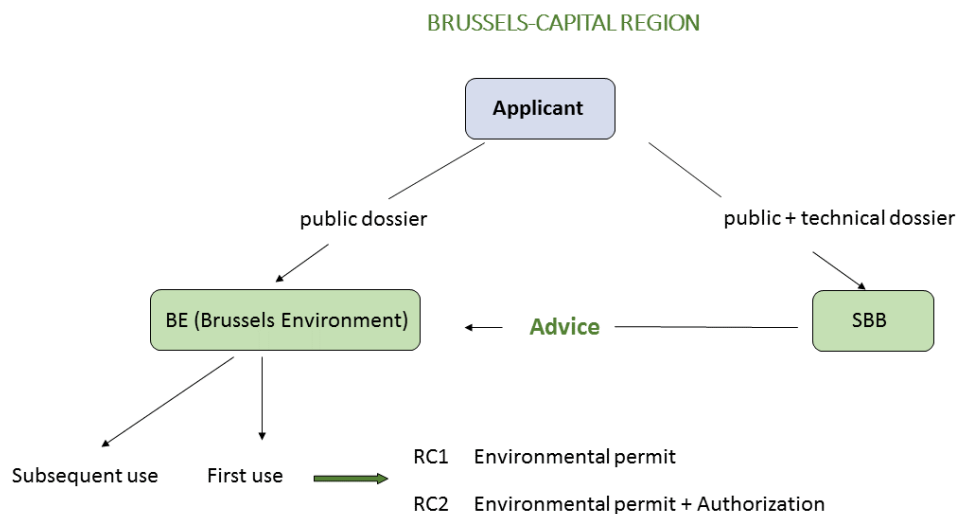 BRUSSELS-CAPITAL REGION
Applicant
public dossier
public + technical dossier
BE (Brussels Environment)
Advice
SBB
Subsequent use
First use
RC1 Environmental permit
RC2 Environmental permit + Authorization